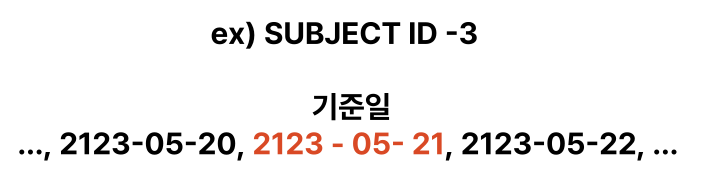 ex) SUBJECT ID -3
기준일
..., 2123-05-20, 2123 - 05- 21, 2123-05-22, ...